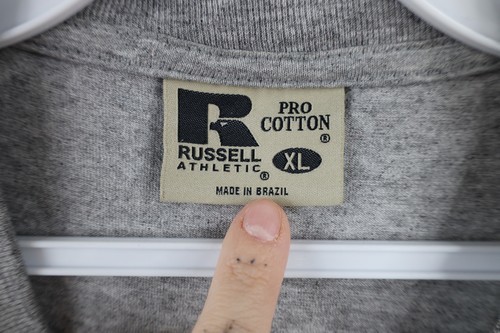 PRO
COTTON®
RUSSELL
ATHLETIC®
XL
MADE IN BRAZIL